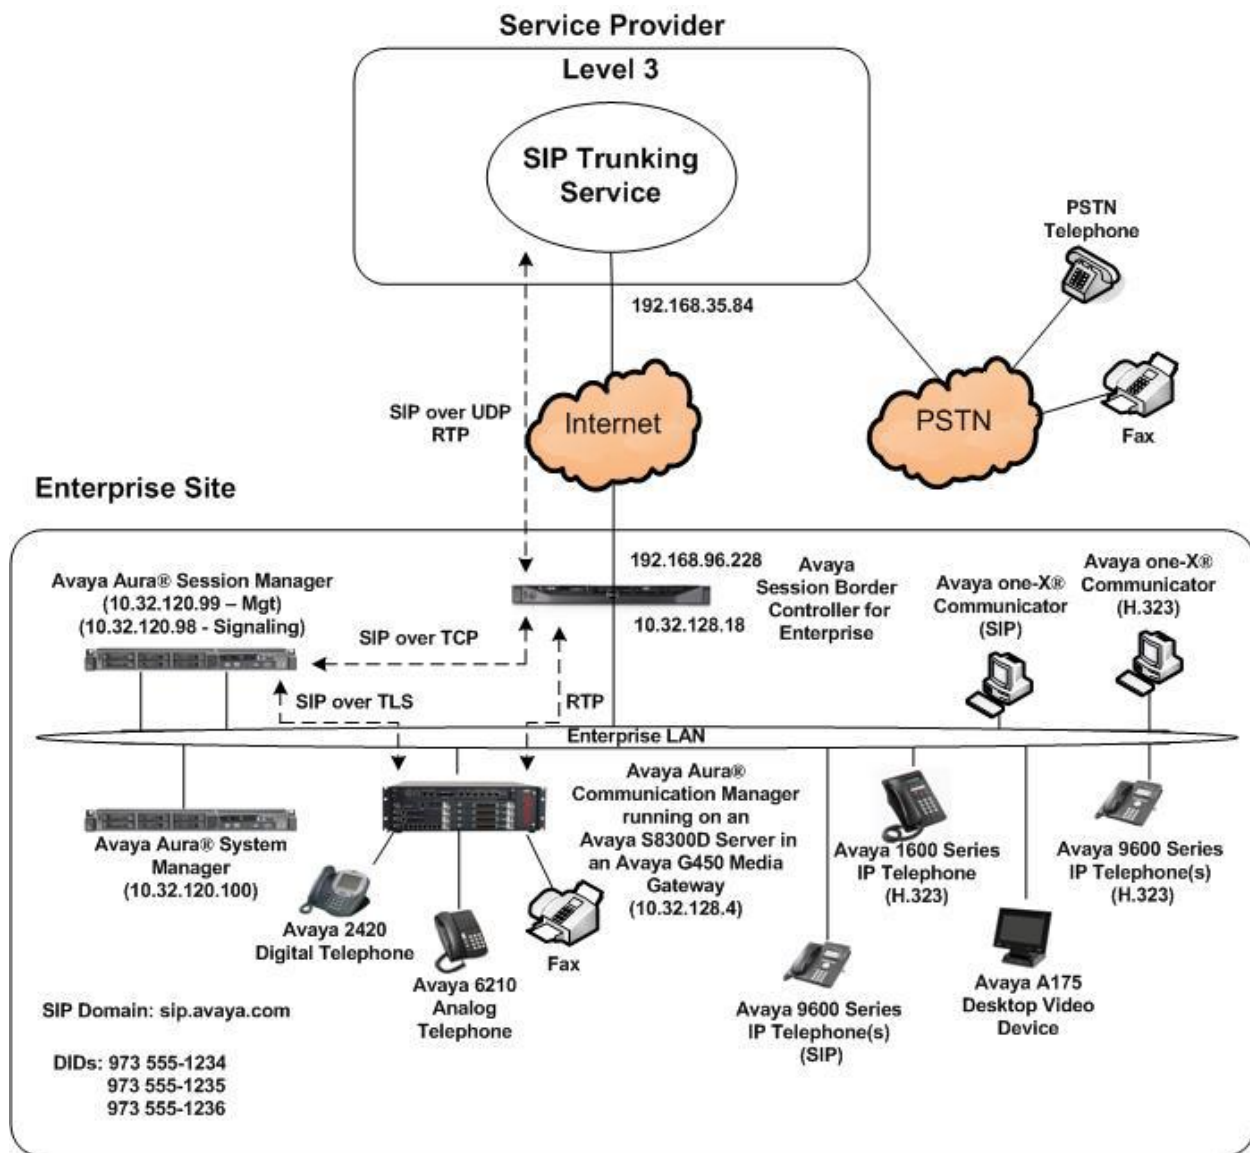 Service Provider
Level 3
SIP Trunking
Service
PSTN
Telephone
192.168.35.84
SIP over UDP
RTP
Internet
PSTN
Fax
Enterprise Site
Avaya Aura® Session Manager
(10.32.120.99 – Mgt)
(10.32.120.98 - Signaling)
192.168.96.228
10.32.128.18
Avaya
Session Border
Controller for
Enterprise
Avaya one-X®
Communicator
(SIP)
Avaya one-X®
Communicator
(H.323)
SIP over TCP
SIP over TLS
RTP
Enterprise LAN
Avaya Aura® System
Manager
(10.32.120.100)
Avaya 2420
Digital Telephone
Avaya 6210
Analog
Telephone
Fax
Avaya Aura®
Communication Manager
running on an
Avaya S8300D Server in
an Avaya G450 Media
Gateway
(10.32.128.4)
Avaya 1600 Series
IP Telephone
(H.323)
Avaya 9600 Series
IP Telephone(s)
(H.323)
Avaya 9600 Series
IP Telephone(s)
(SIP)
Avaya A175
Desktop Video
Device
SIP Domain: sip.avaya.com
DIDs: 973 555-1234
973 555-1235
973 555-1236